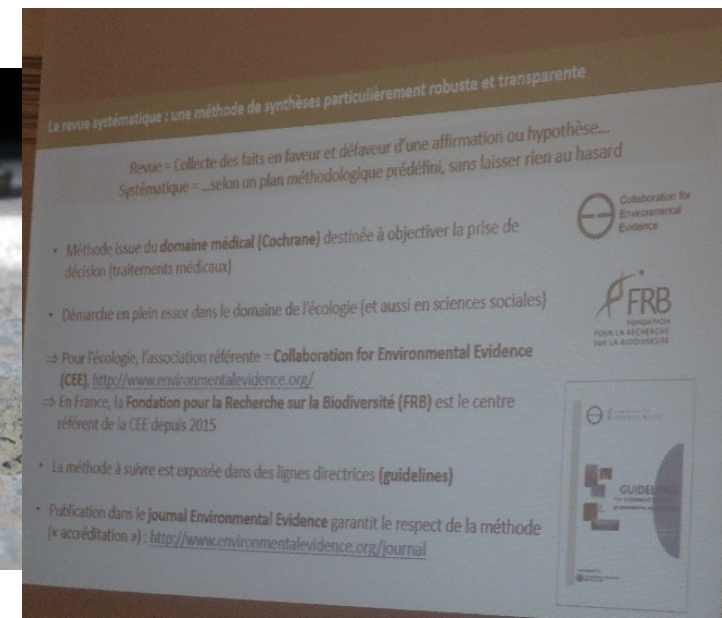 La revue systématique : une méthode de synthèses particulièrement robuste et transparente
Revue = Collecte des faits en faveur et défaveur d'une affirmation ou hypothèse...
Systématique = ...selon un plan méthodologique prédéfini, sans laisser rien au hasard
• Méthode issue du domaine médical (Cochrane) destinée à objectiver la prise de
décision (traitements médicaux)
• Démarche en plein essor dans le domaine de l'écologie (et aussi en sciences sociales)
⇒ Pour l'écologie, l'association référente = Collaboration for Environmental Evidence
(CEE), http://www.environmentalevidence.org/
⇒ En France, la Fondation pour la Recherche sur la Biodiversité (FRB) est le centre
référent de la CEE depuis 2015
• La méthode à suivre est exposée dans des lignes directrices (guidelines)
• Publication dans le journal Environmental Evidence garantit le respect de la méthode
(« accréditation ») : http://www.environmentalevidence.org/journal
Collaboration for
Environmental
Evidence
FRB
FONDATION
POUR LA RECHERCHE
SUR LA BIODIVERSITÉ
GUIDELINES